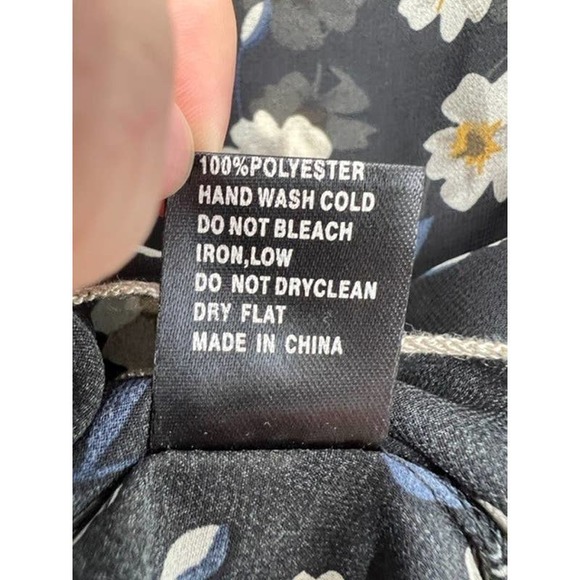 100%POLYESTER
HAND WASH COLD
DO NOT BLEACH
IRON,LOW
DO NOT DRYCLEAN
DRY FLAT
MADE IN CHINA